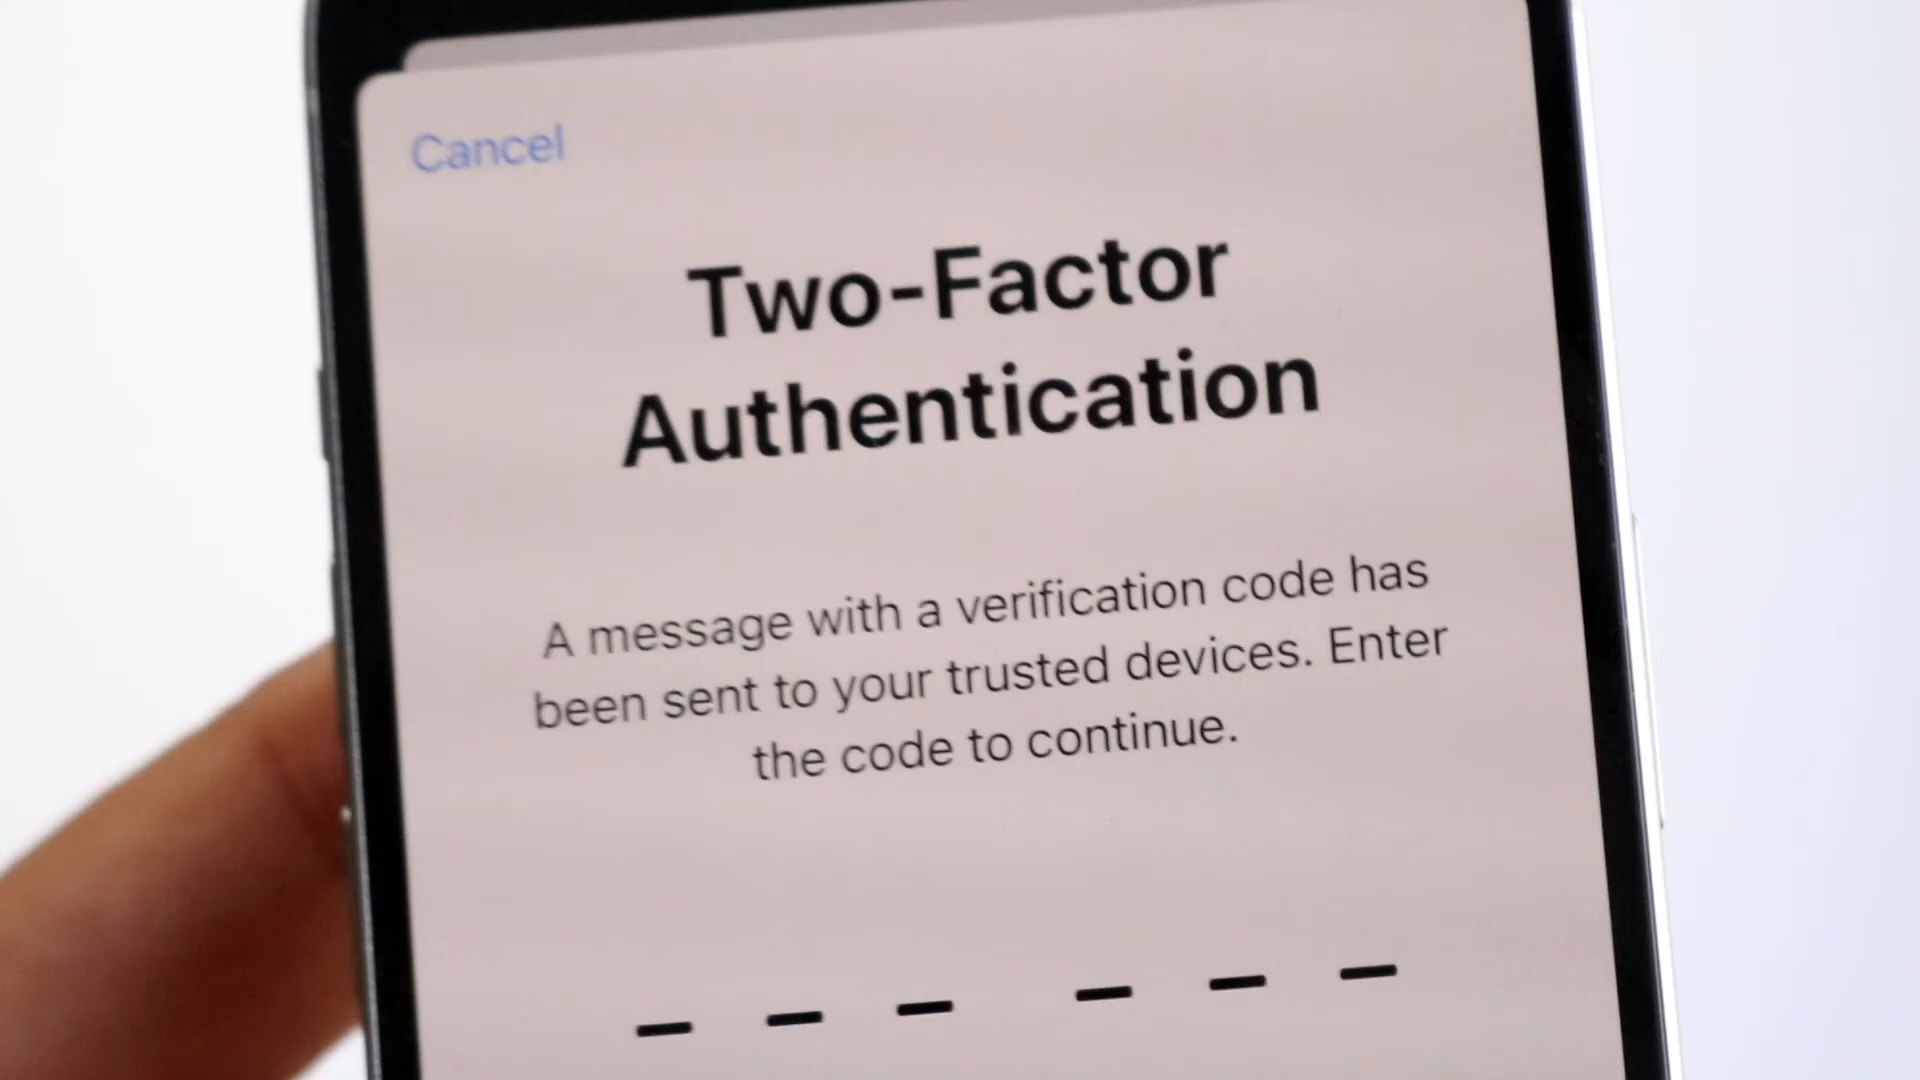 Cancel
Two-Factor
Authentication
A message with a verification code has
been sent to your trusted devices. Enter
the code to continue.